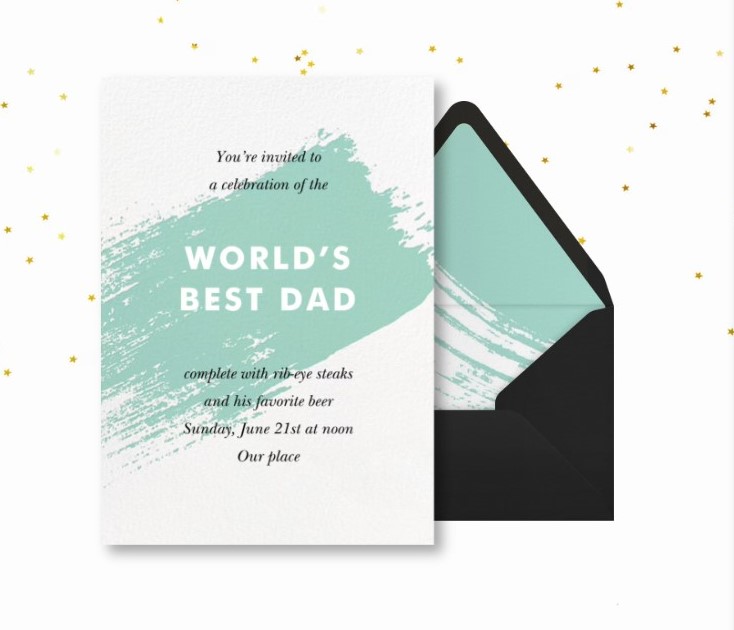 You're invited to
a celebration of the
WORLD'S
BEST DAD
complete with rib-eye steaks
and his favorite beer
Sunday, June 21st at noon
Our place